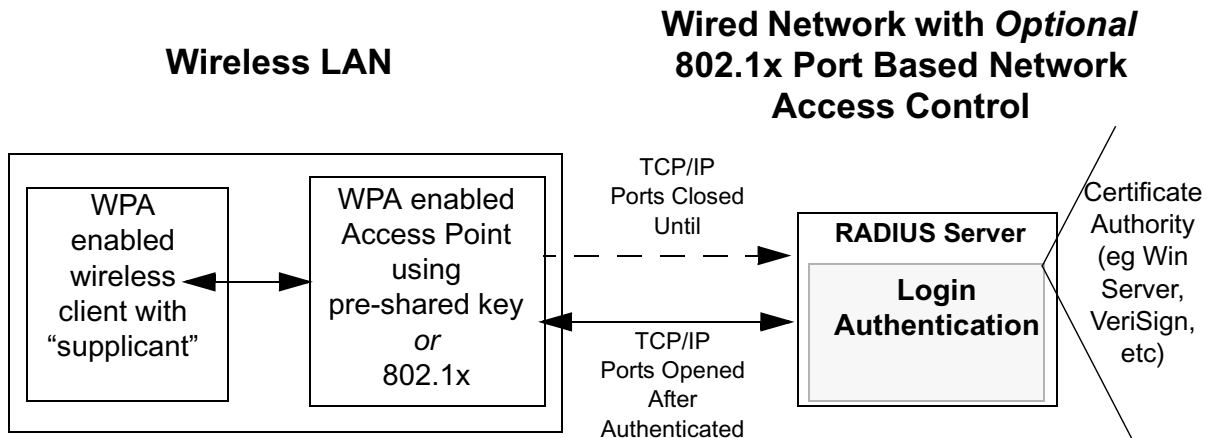 Wireless LAN
Wired Network with Optional
802.1x Port Based Network
Access Control
WPA
enabled
wireless
client with
“supplicant”
WPA enabled
Access Point
using
pre-shared key
or
802.1x
TCP/IP
Ports Closed
Until
TCP/IP
Ports Opened
After
Authenticated
RADIUS Server
Login
Authentication
Certificate
Authority
(eg Win
Server,
VeriSign,
etc)